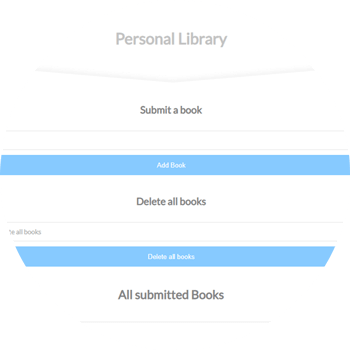 Personal Library
Submit a book
Add Book
Delete all books
all books
Delete all books
All submitted Books